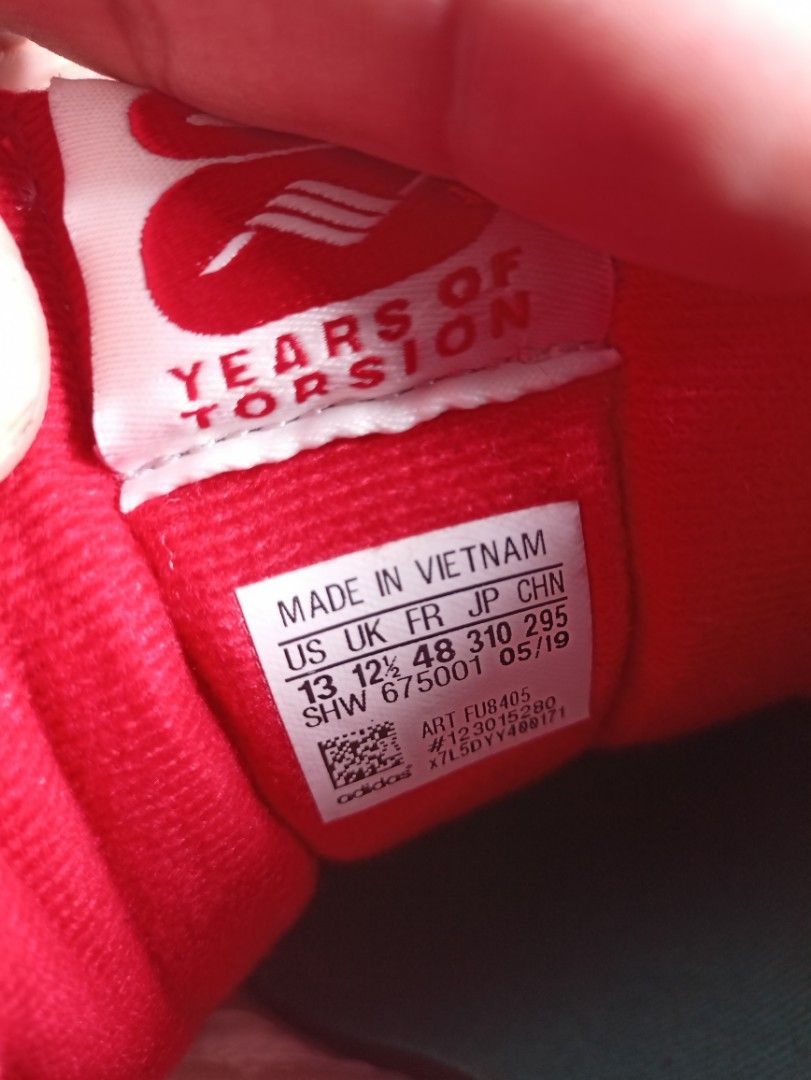 YEARS OF
TORSION
MADE IN VIETNAM
US UK FR JP CHN
13 12½ 48 310 295
SHW 675001 05/19
ART FU8405
#123015280
x7L5DYY400171
adidas